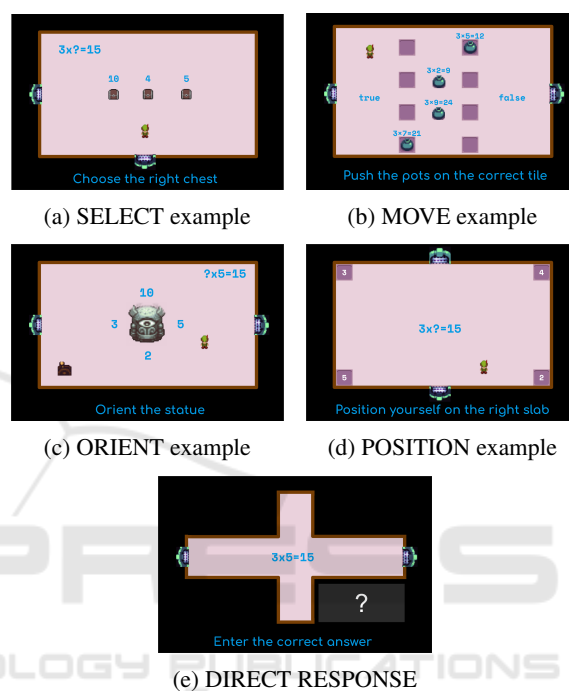 3x?=15
10 4 5
Choose the right chest
(a) SELECT example
3×5=12
3×2=9
true
false
3×9=24
3×7=21
Push the pots on the correct tile
(b) MOVE example
?x5=15
10
3 5
2
Orient the statue
(c) ORIENT example
3 4
3x?=15
5 2
Position yourself on the right slab
(d) POSITION example
3x5=15
?
Enter the correct answer
(e) DIRECT RESPONSE
PRESS
OLOGY PUBLICATIONS